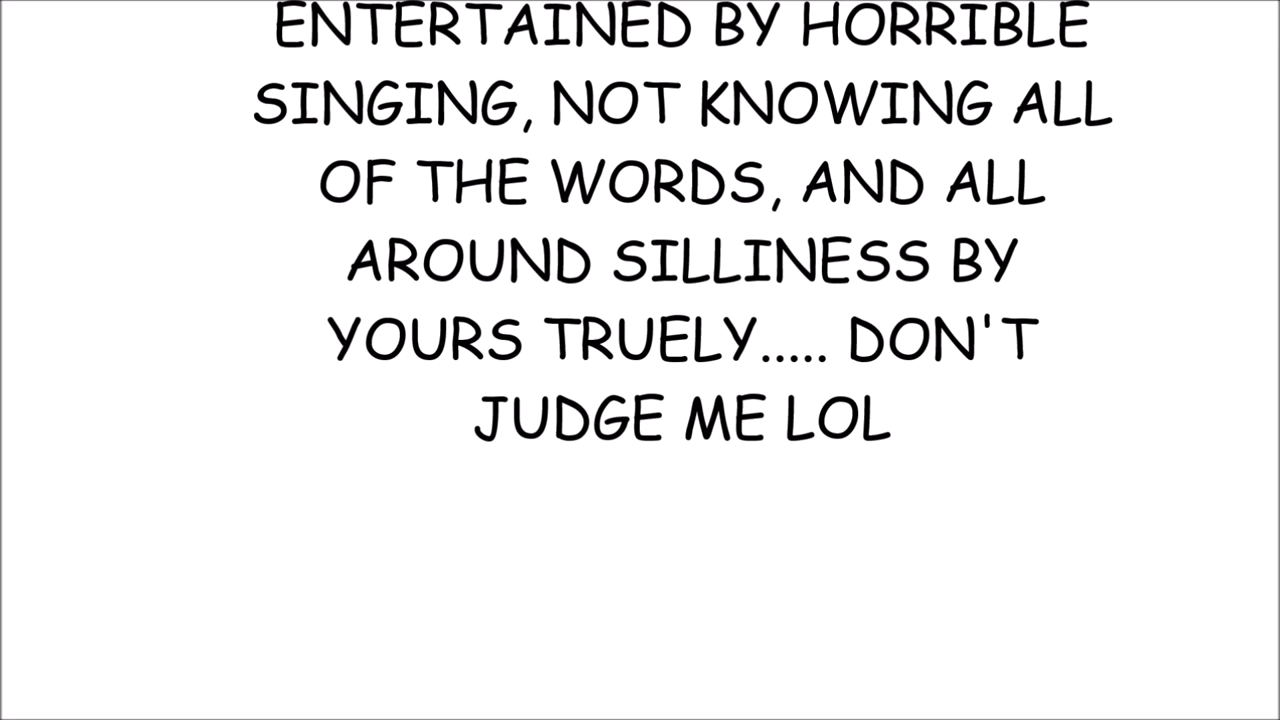 ENTERTAINED BY HORRIBLE
SINGING, NOT KNOWING ALL
OF THE WORDS, AND ALL
AROUND SILLINESS BY
YOURS TRUELY..... DON'T
JUDGE ME LOL